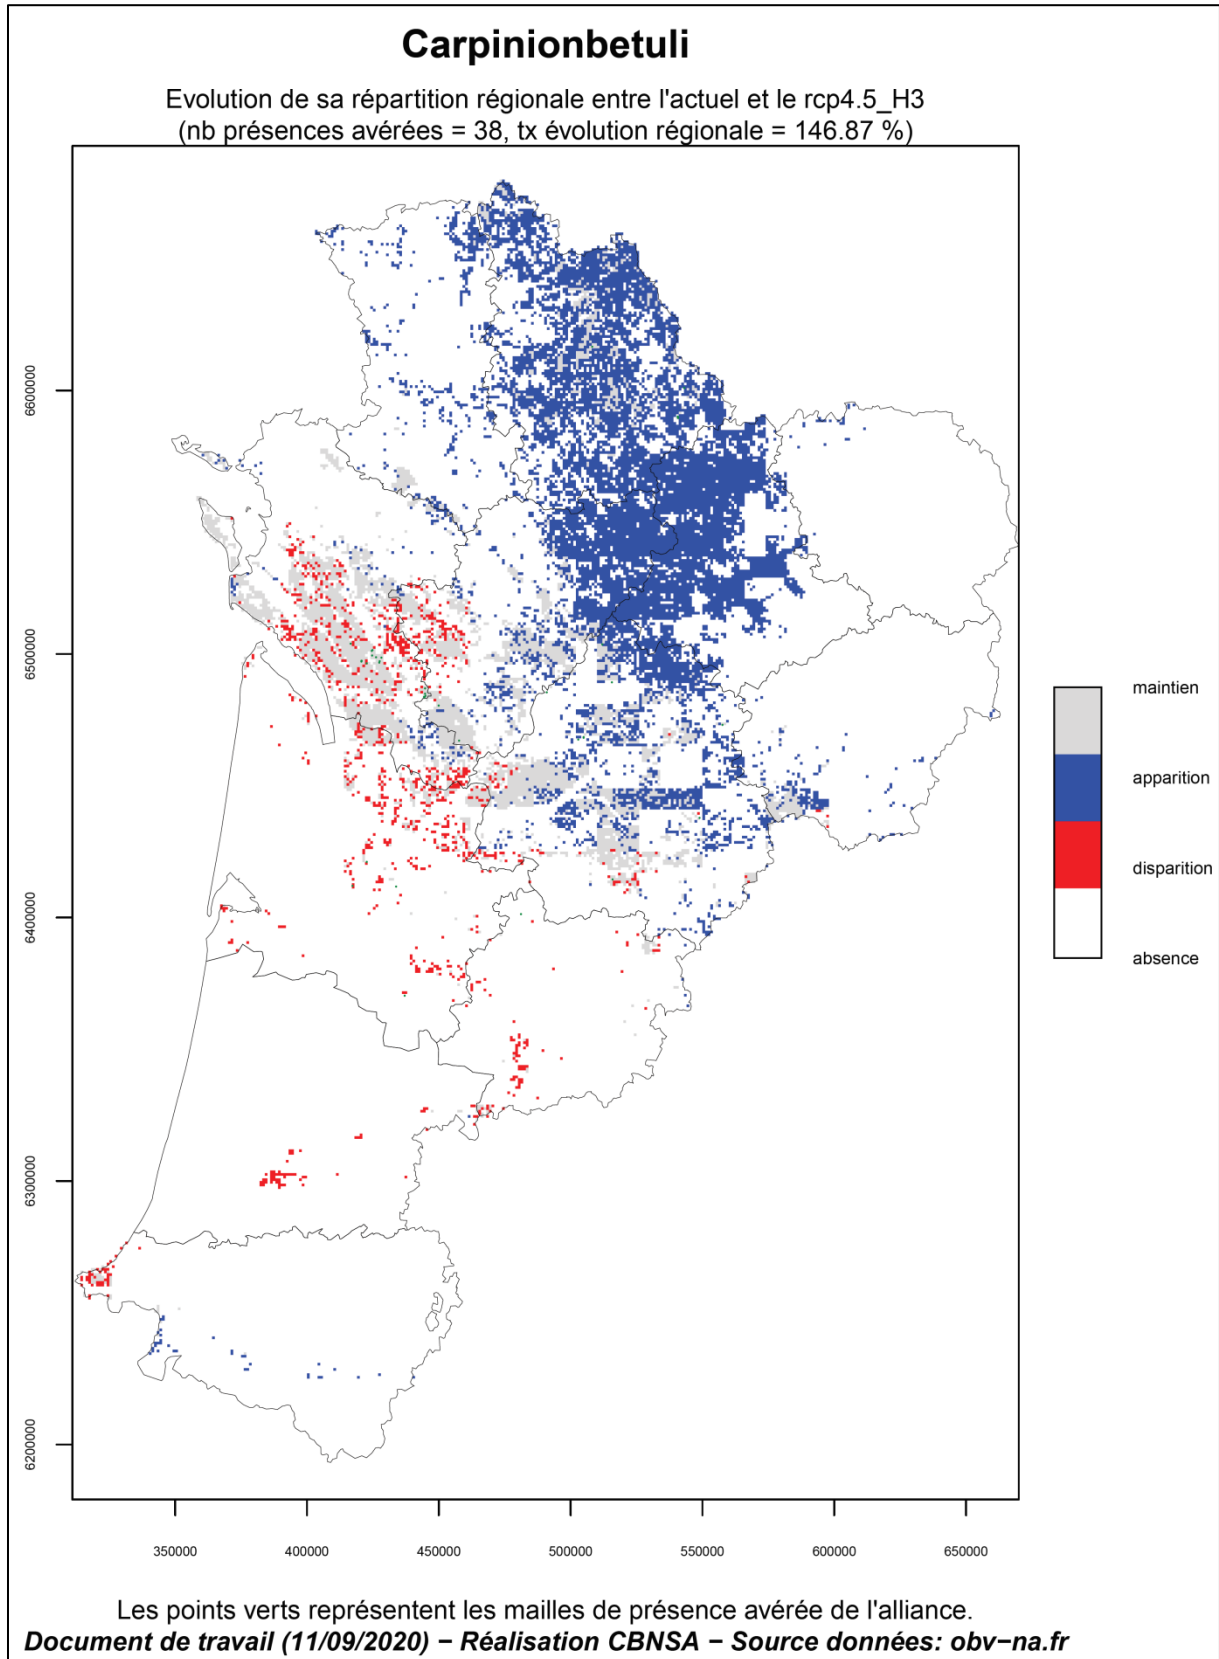 Carpinionbetuli
Evolution de sa répartition régionale entre l'actuel et le rcp4.5_H3
(nb présences avérées = 38, tx évolution régionale = 146.87 %)
6600000
6500000
6400000
6300000
6200000
350000 400000 450000 500000 550000 600000 650000
maintien
apparition
disparition
absence
Les points verts représentent les mailles de présence avérée de l'alliance.
Document de travail (11/09/2020) − Réalisation CBNSA − Source données: obv−na.fr